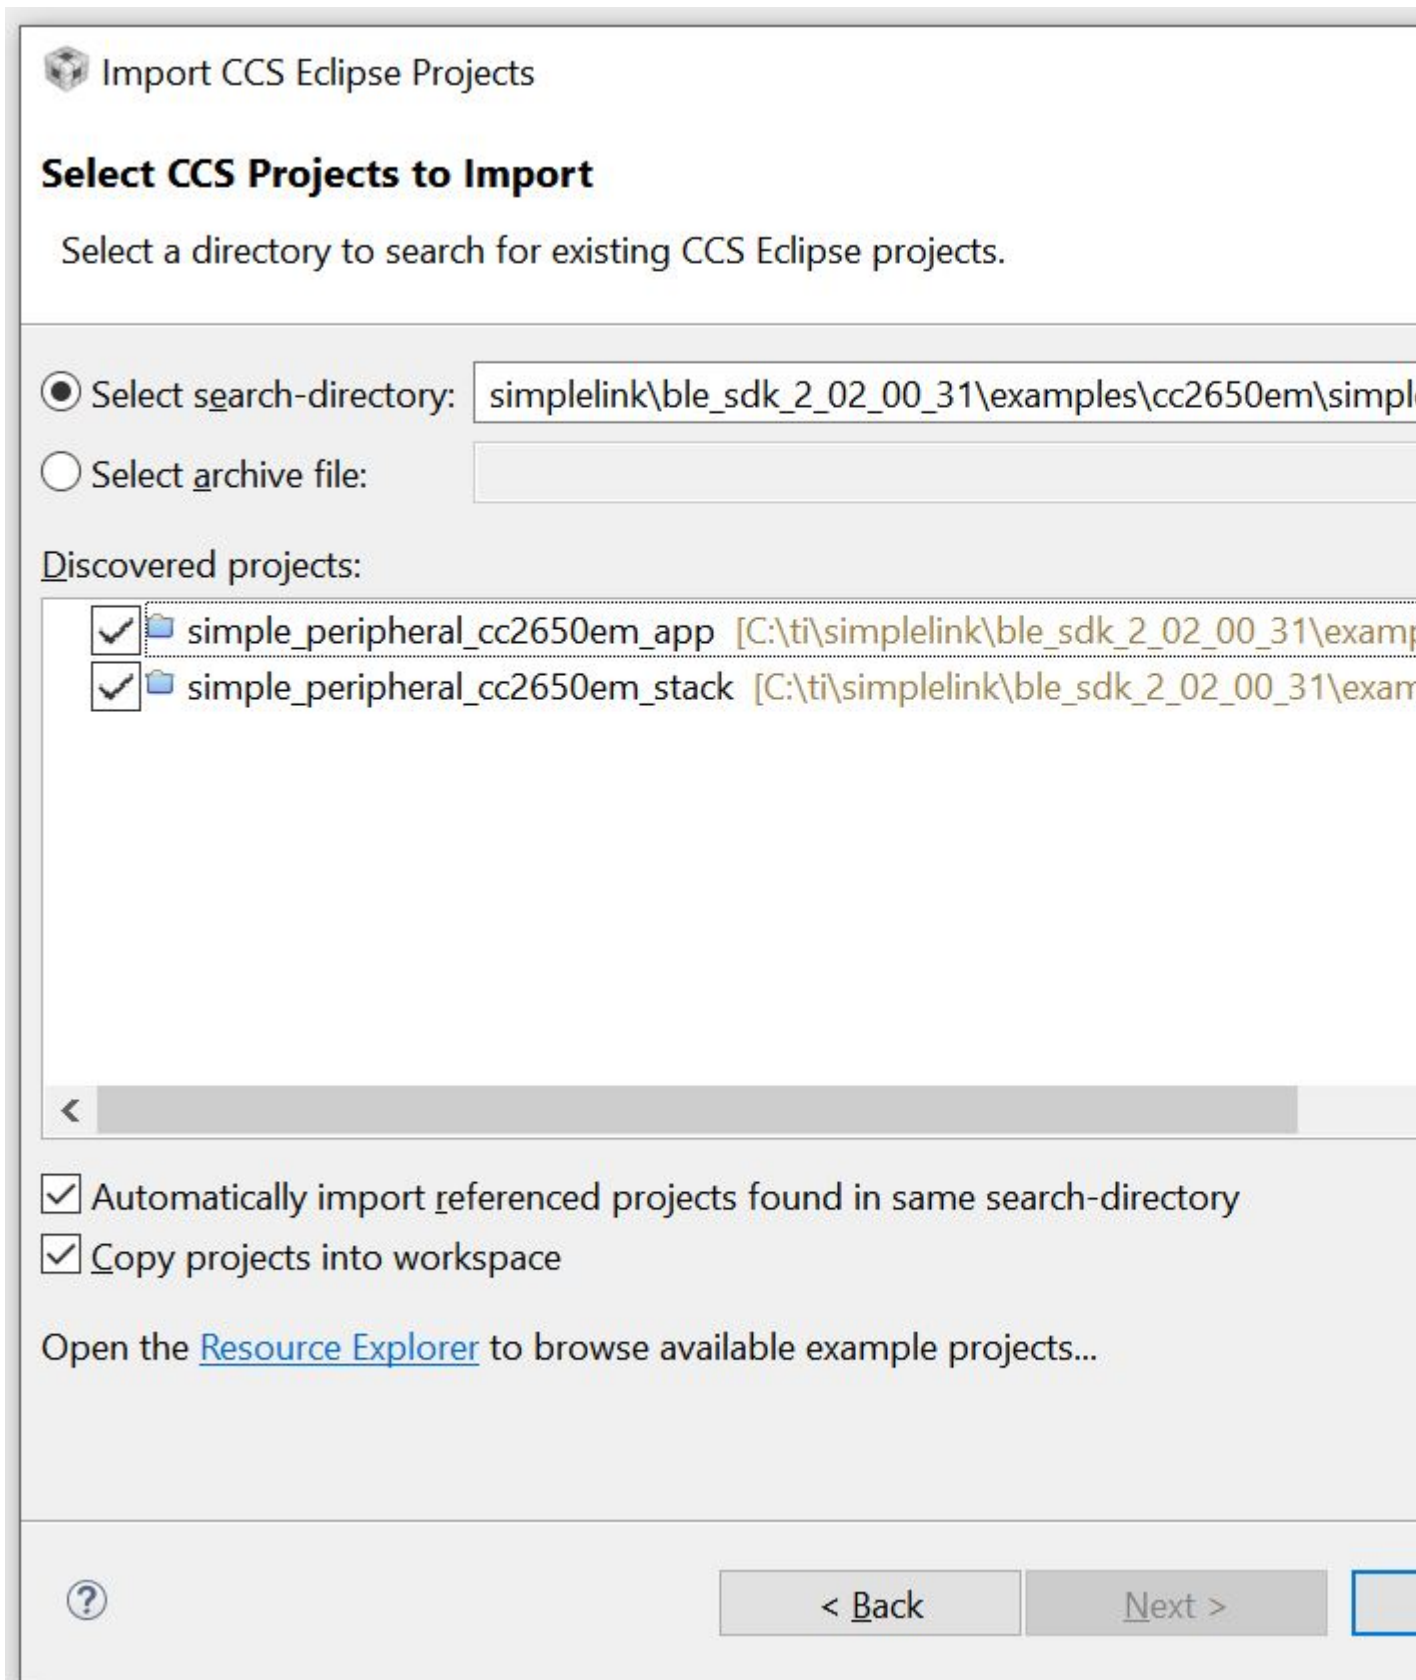 Import CCS Eclipse Projects
Select CCS Projects to Import
Select a directory to search for existing CCS Eclipse projects.
Select search-directory: simplelink\ble_sdk_2_02_00_31\examples\cc2650em\simpl
Select archive file:
Discovered projects:
simple_peripheral_cc2650em_app [C:\ti\simplelink\ble_sdk_2_02_00_31\examp
simple_peripheral_cc2650em_stack [C:\ti\simplelink\ble_sdk_2_02_00_31\exam
Automatically import referenced projects found in same search-directory
Copy projects into workspace
Open the Resource Explorer to browse available example projects...
? < Back Next >